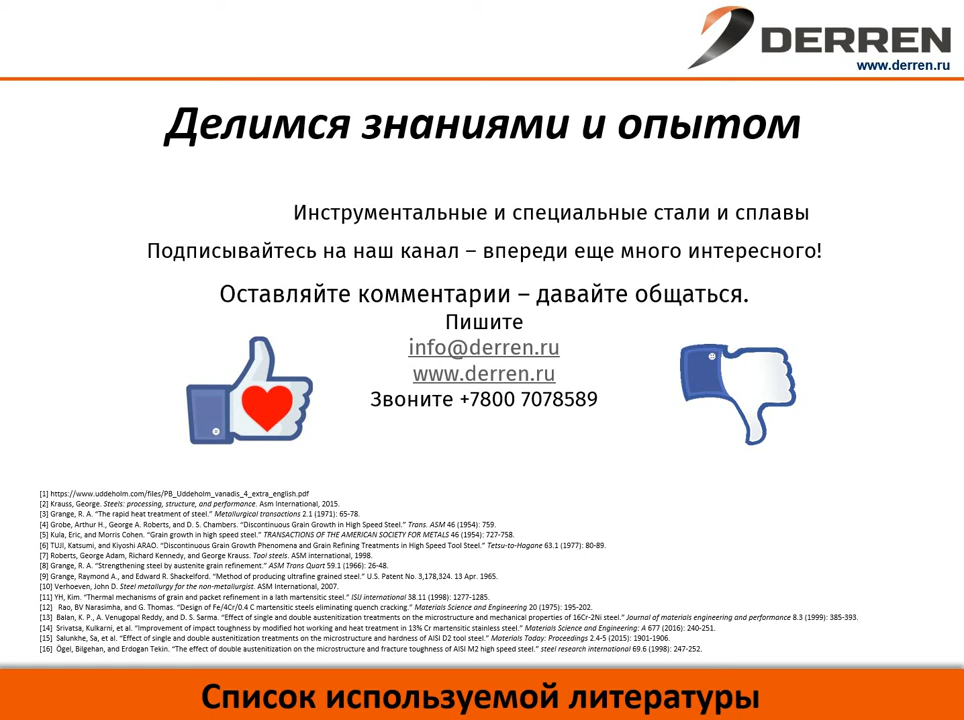 DERREN
www.derren.ru
Делимся знаниями и опытом
Инструментальные и специальные стали и сплавы
Подписывайтесь на наш канал – впереди еще много интересного!
Оставляйте комментарии – давайте общаться.
Пишите
info@derren.ru
www.derren.ru
Звоните +7800 7078589
[1] https://www.uddeholm.com/files/PB_Uddeholm_vanadis_4_extra_english.pdf
[2] Krauss, George. Steels: processing, structure, and performance. Asm International, 2015.
[3] Grange, R. A. "The rapid heat treatment of steel." Metallurgical transactions 2.1 (1971): 65-78.
[4] Grobe, Arthur H., George A. Roberts, and D. S. Chambers. "Discontinuous Grain Growth in High Speed Steel." Trans. ASM 46 (1954): 759.
[5] Kula, Eric, and Morris Cohen. "Grain growth in high speed steel." TRANSACTIONS OF THE AMERICAN SOCIETY FOR METALS 46 (1954): 727-758.
[6] TUJI, Katsumi, and Kiyoshi ARAO. "Discontinuous Grain Growth Phenomena and Grain Refining Treatments in High Speed Tool Steel." Tetsu-to-Hagane 63.1 (1977): 80-89.
[7] Roberts, George Adam, Richard Kennedy, and George Krauss. Tool steels. ASM international, 1998.
[8] Grange, R. A. "Strengthening steel by austenite grain refinement." ASM Trans Quart 59.1 (1966): 26-48.
[9] Grange, Raymond A., and Edward R. Shackelford. "Method of producing ultrafine grained steel." U.S. Patent No. 3,178,324. 13 Apr. 1965.
[10] Verhoeven, John D. Steel metallurgy for the non-metallurgist. ASM International, 2007.
[11] YH, Kim. "Thermal mechanisms of grain and packet refinement in a lath martensitic steel." ISIJ international 38.11 (1998): 1277-1285.
[12] Rao, BV Narasimha, and G. Thomas. "Design of Fe/4Cr/0.4 C martensitic steels eliminating quench cracking." Materials Science and Engineering 20 (1975): 195-202.
[13] Balan, K. P., A. Venugopal Reddy, and D. S. Sarma. "Effect of single and double austenitization treatments on the microstructure and mechanical properties of 16Cr-2Ni steel." Journal of materials engineering and performance 8.3 (1999): 385-393.
[14] Srivatsa, Kulkarni, et al. "Improvement of impact toughness by modified hot working and heat treatment in 13% Cr martensitic stainless steel." Materials Science and Engineering: A 677 (2016): 240-251.
[15] Salunkhe, Sa, et al. "Effect of single and double austenitization treatments on the microstructure and hardness of AISI D2 tool steel." Materials Today: Proceedings 2.4-5 (2015): 1901-1906.
[16] Ögel, Bilgehan, and Erdogan Tekin. "The effect of double austenitization on the microstructure and fracture toughness of AISI M2 high speed steel." steel research international 69.6 (1998): 247-252.
Список используемой литературы